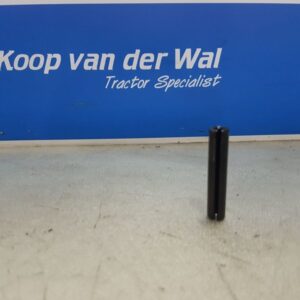 Koop van der Wal
Tractor Specialist